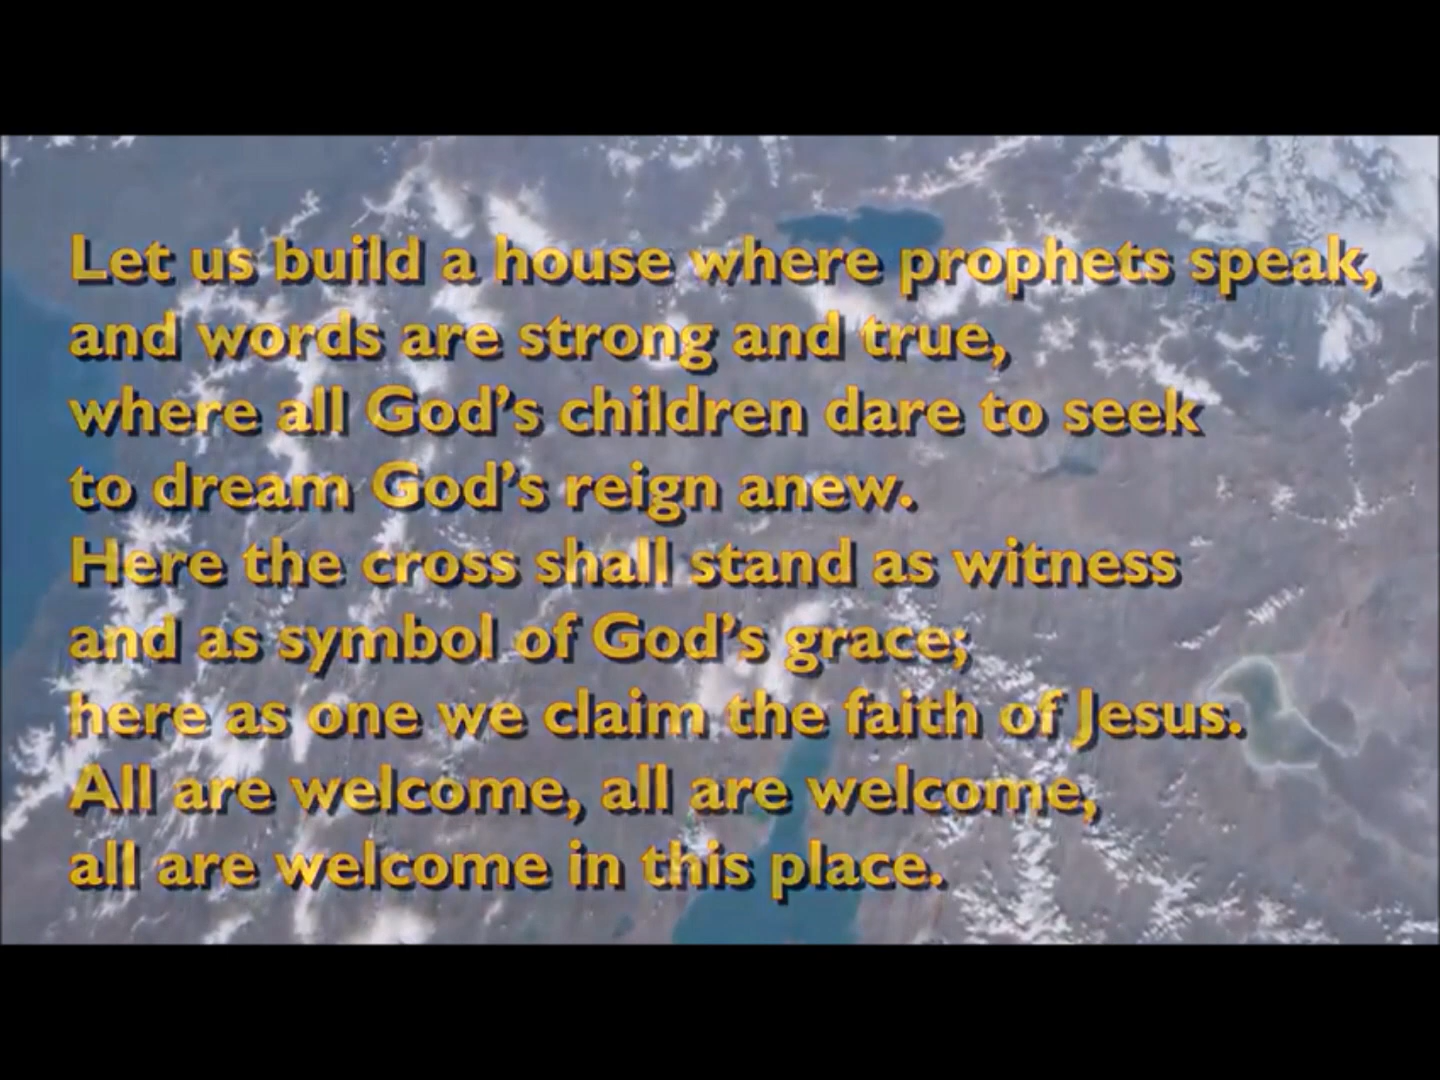 Let us build a house where prophets speak,
and words are strong and true,
where all God's children dare to seek
to dream God's reign anew.
Here the cross shall stand as witness
and as symbol of God's grace;
here as one we claim the faith of Jesus.
All are welcome, all are welcome,
all are welcome in this place.